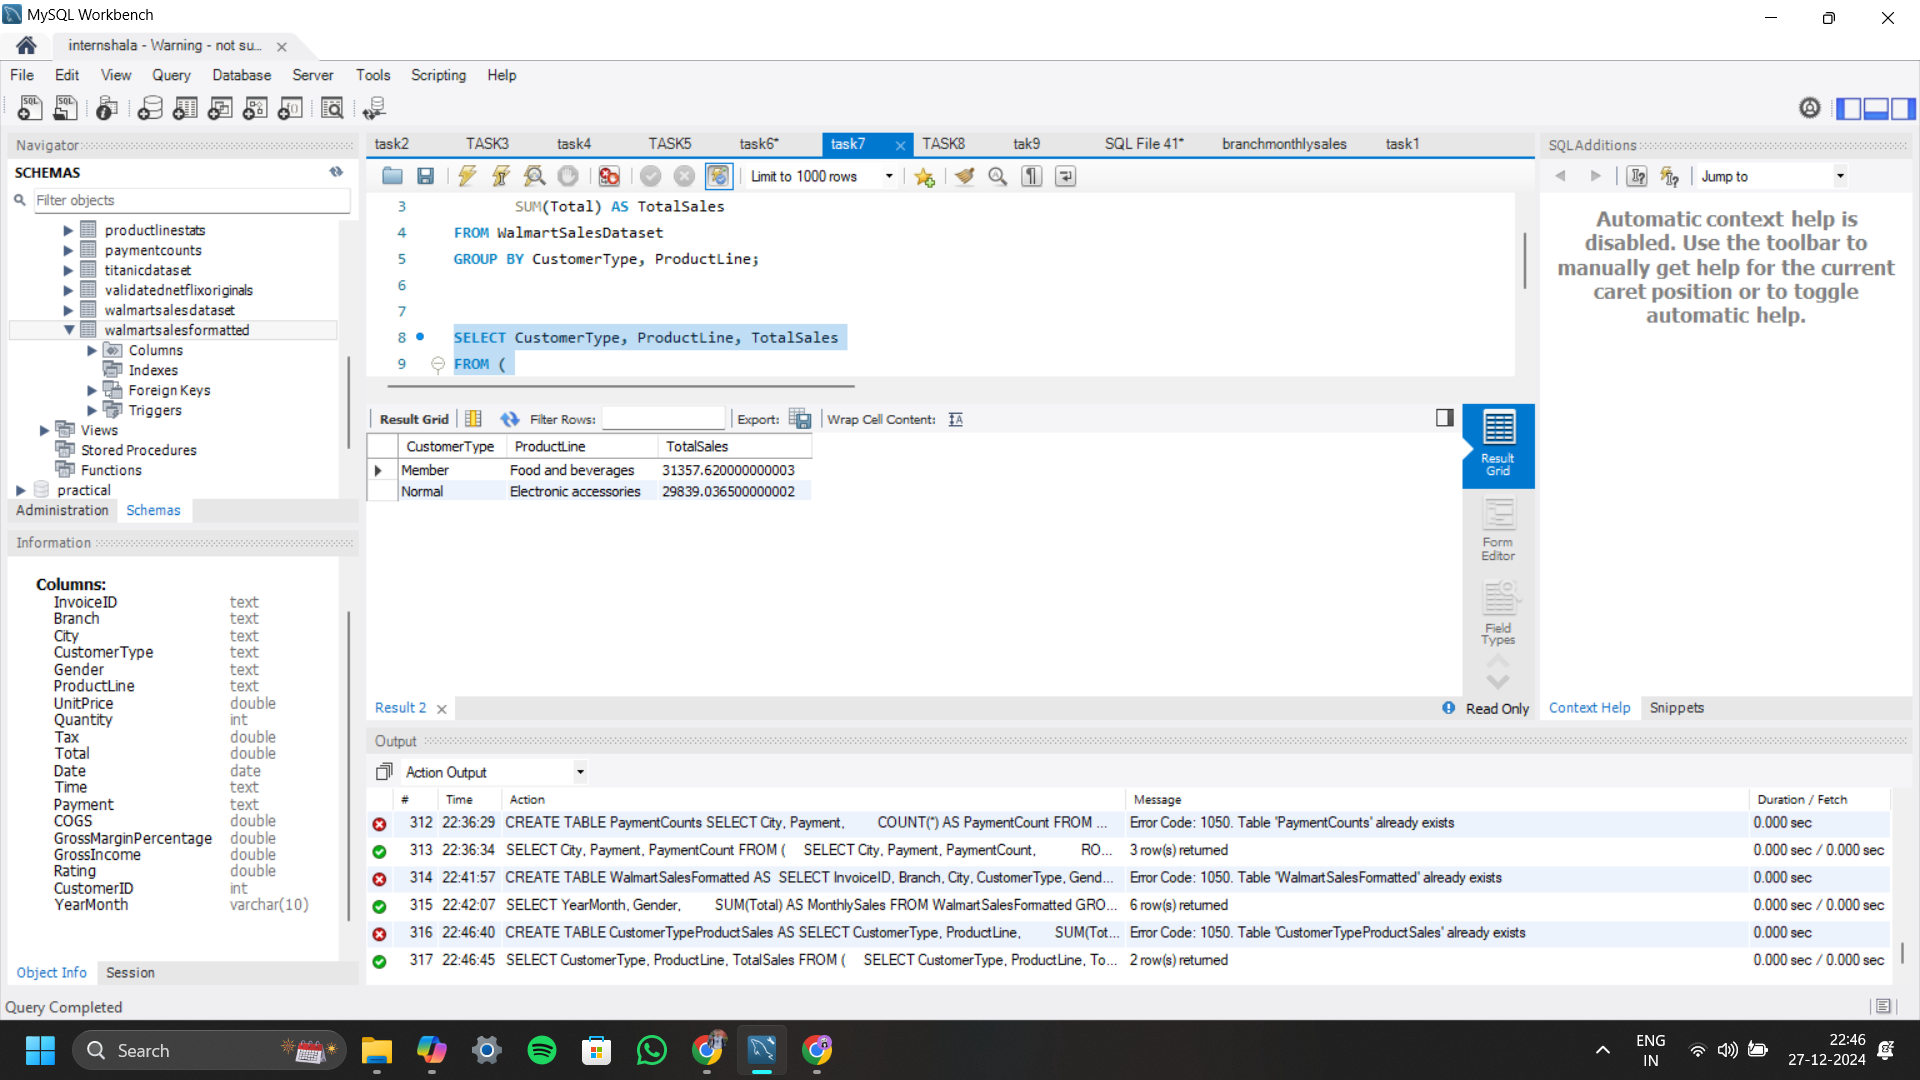 MySQL Workbench
internshala - Warning - not su...
File Edit View Query Database Server Tools Scripting Help
Navigator
SCHEMAS
Filter objects
productlinestats
paymentcounts
titanicdataset
validatednetflixoriginals
walmartsalesdataset
walmartsalesformatted
Columns
Indexes
Foreign Keys
Triggers
Views
Stored Procedures
Functions
practical
Administration Schemas
Information
Columns:
InvoiceID text
Branch text
City text
CustomerType text
Gender text
ProductLine text
UnitPrice double
Quantity int
Tax double
Total double
Date date
Time text
Payment text
COGS double
GrossMarginPercentage double
GrossIncome double
Rating double
CustomerID int
YearMonth varchar(10)
Object Info Session
Query Completed
task2 TASK3 task4 TASK5 task6* task7 TASK8 tak9 SQL File 41* branchmonthlysales task1
Limit to 1000 rows
3 SUM(Total) AS TotalSales
4 FROM WalmartSalesDataset
5 GROUP BY CustomerType, ProductLine;
6
7
8 SELECT CustomerType, ProductLine, TotalSales
9 FROM (
Result Grid Filter Rows: Export: Wrap Cell Content:
CustomerType ProductLine TotalSales
Member Food and beverages 31357.620000000003
Normal Electronic accessories 29839.036500000002
Result Grid
Form Editor
Field Types
Result 2 Read Only
SQLAdditions
Jump to
Automatic context help is
disabled. Use the toolbar to
manually get help for the current
caret position or to toggle
automatic help.
Context Help Snippets
Output
Action Output
# Time Action Message Duration / Fetch
312 22:36:29 CREATE TABLE PaymentCounts SELECT City, Payment, COUNT(*) AS PaymentCount FROM ... Error Code: 1050. Table 'PaymentCounts' already exists 0.000 sec
313 22:36:34 SELECT City, Payment, PaymentCount FROM ( SELECT City, Payment, PaymentCount, RO... 3 row(s) returned 0.000 sec / 0.000 sec
314 22:41:57 CREATE TABLE WalmartSalesFormatted AS SELECT InvoiceID, Branch, City, CustomerType, Gend... Error Code: 1050. Table 'WalmartSalesFormatted' already exists 0.000 sec
315 22:42:07 SELECT YearMonth, Gender, SUM(Total) AS MonthlySales FROM WalmartSalesFormatted GRO... 6 row(s) returned 0.000 sec / 0.000 sec
316 22:46:40 CREATE TABLE CustomerTypeProductSales AS SELECT CustomerType, ProductLine, SUM(Tot... Error Code: 1050. Table 'CustomerTypeProductSales' already exists 0.000 sec
317 22:46:45 SELECT CustomerType, ProductLine, TotalSales FROM ( SELECT CustomerType, ProductLine, To... 2 row(s) returned 0.000 sec / 0.000 sec
Search
ENG
IN
22:46
27-12-2024